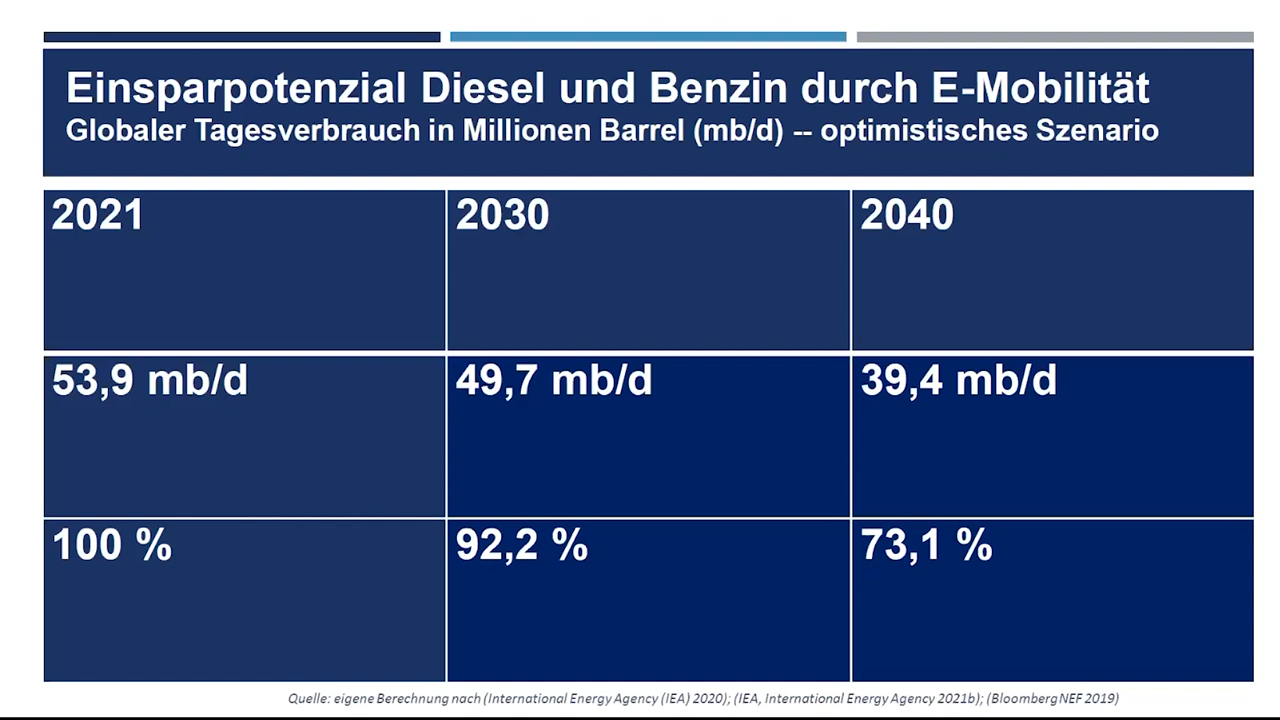 Einsparpotenzial Diesel und Benzin durch E-Mobilität
Globaler Tagesverbrauch in Millionen Barrel (mb/d) -- optimistisches Szenario
2021 2030 2040
53,9 mb/d 49,7 mb/d 39,4 mb/d
100 % 92,2 % 73,1 %
Quelle: eigene Berechnung nach (International Energy Agency (IEA) 2020); (IEA, International Energy Agency 2021b); (BloombergNEF 2019)